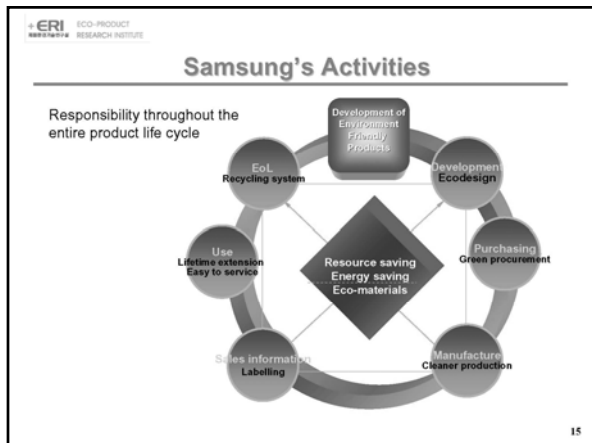 +ERI ECO-PRODUCT
RESEARCH INSTITUTE
Samsung's Activities
Responsibility throughout the
entire product life cycle
Development of
Environment
Friendly
Products
EoL
Recycling system
Development
Ecodesign
Use
Lifetime extension
Easy to service
Resource saving
Energy saving
Eco-materials
Purchasing
Green procurement
Sales information
Labelling
Manufacture
Cleaner production
15